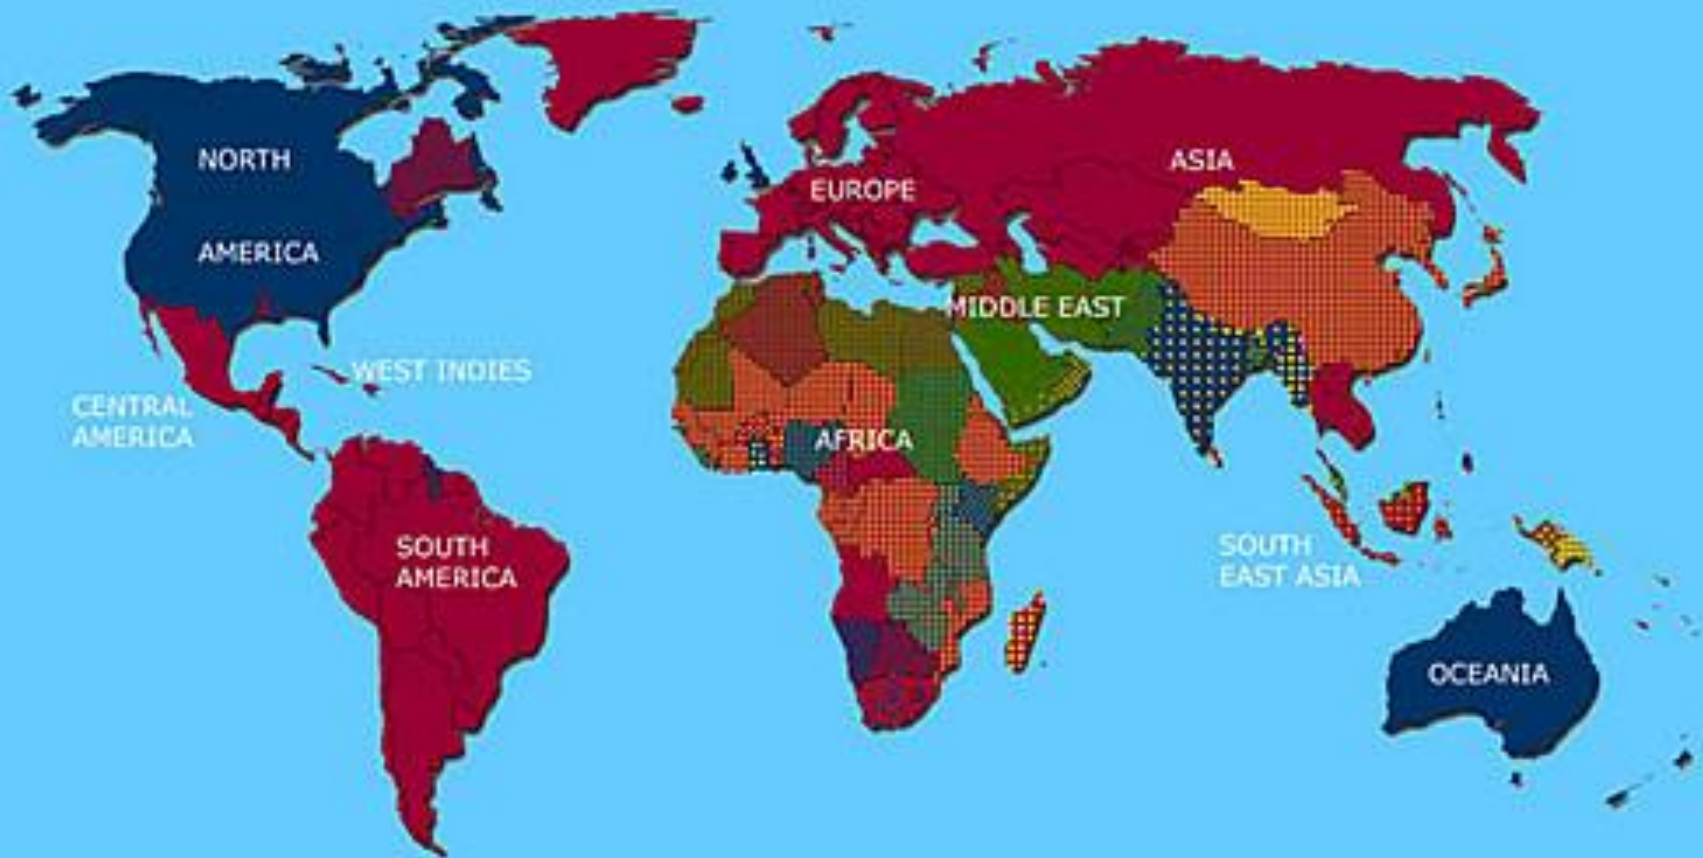 NORTH
AMERICA
ASIA
EUROPE
MIDDLE EAST
WEST INDIES
CENTRAL
AMERICA
AFRICA
SOUTH
AMERICA
SOUTH
EAST ASIA
OCEANIA